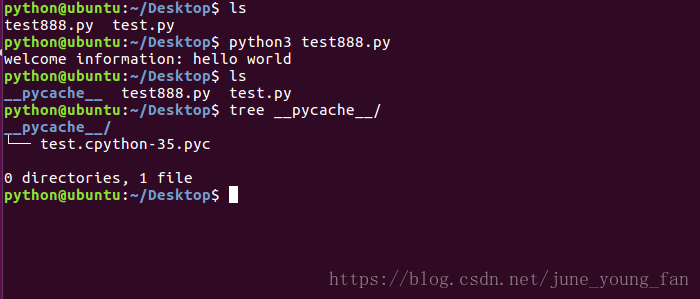 python@ubuntu:~/Desktop$ ls
test888.py  test.py
python@ubuntu:~/Desktop$ python3 test888.py
welcome information: hello world
python@ubuntu:~/Desktop$ ls
__pycache__  test888.py  test.py
python@ubuntu:~/Desktop$ tree __pycache__/
__pycache__/
└── test.cpython-35.pyc
0 directories, 1 file
python@ubuntu:~/Desktop$
https://blog.csdn.net/june_young_fan